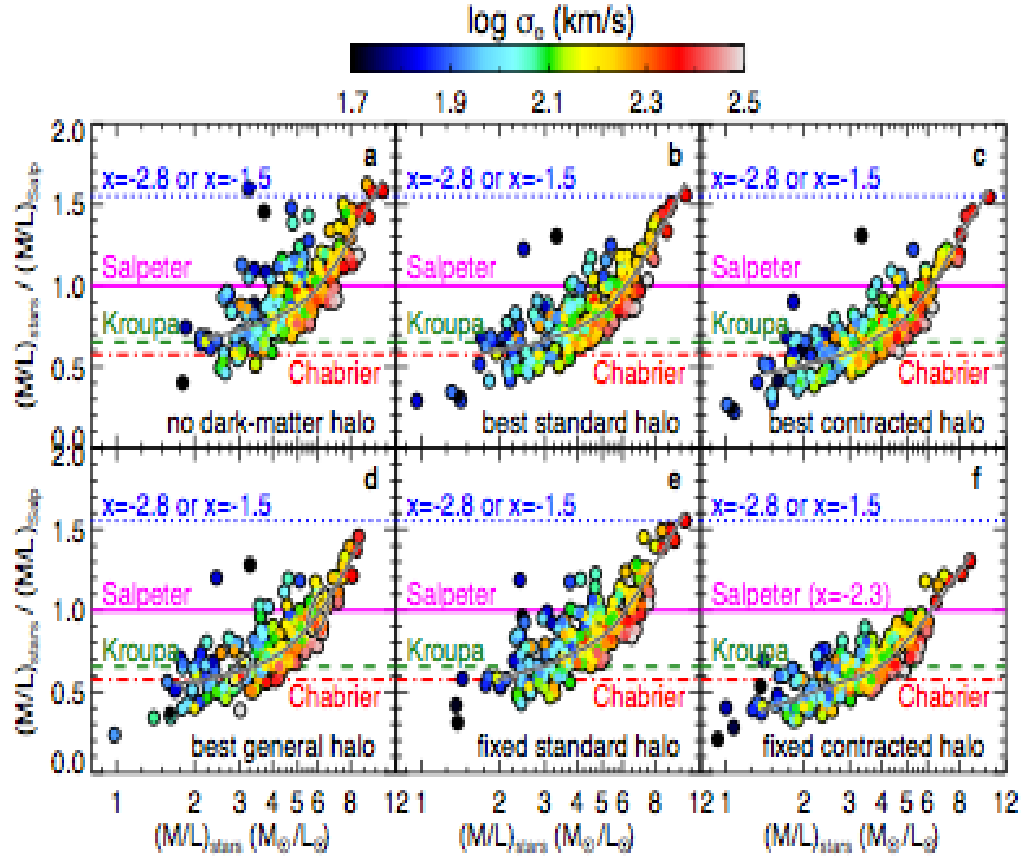 log σₑ (km/s)
1.7 1.9 2.1 2.3 2.5
2.0
1.5
1.0
0.5
0.0
(M/L)stars / (M/L)Salp
a
x=-2.8 or x=-1.5
Salpeter
Kroupa
Chabrier
no dark-matter halo
b
x=-2.8 or x=-1.5
best standard halo
Chabrier
c
x=-2.8 or x=-1.5
Kroupa
Chabrier
best contracted halo
2.0
1.5
1.0
0.5
0.0
(M/L)stars / (M/L)Salp
d
x=-2.8 or x=-1.5
Salpeter
Kroupa
Chabrier
best general halo
e
x=-2.8 or x=-1.5
Kroupa
Chabrier
fixed standard halo
f
x=-2.8 or x=-1.5
Salpeter (x=-2.3)
Kroupa
Chabrier
fixed contracted halo
1 2 3 4 5 6 8 12
1 2 3 4 5 6 8 12
1 2 3 4 5 6 8 12
(M/L)stars (M⊙/L⊙)
(M/L)stars (M⊙/L⊙)
(M/L)stars (M⊙/L⊙)